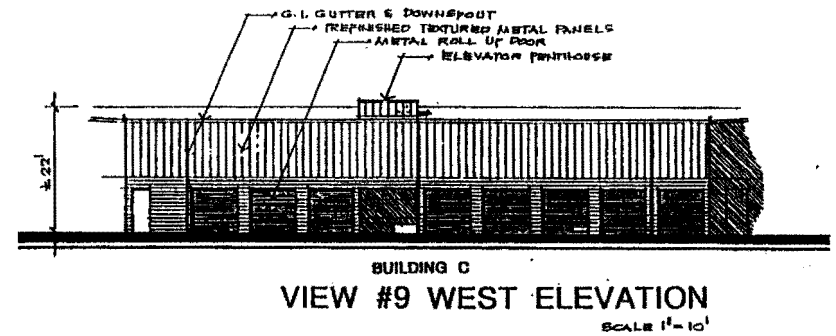 G.I. GUTTER & DOWNSPOUT
PREFINISHED TEXTURED METAL PANELS
METAL ROLL UP DOOR
ELEVATOR PENTHOUSE
±22'
BUILDING C
VIEW #9 WEST ELEVATION
SCALE 1"=10'